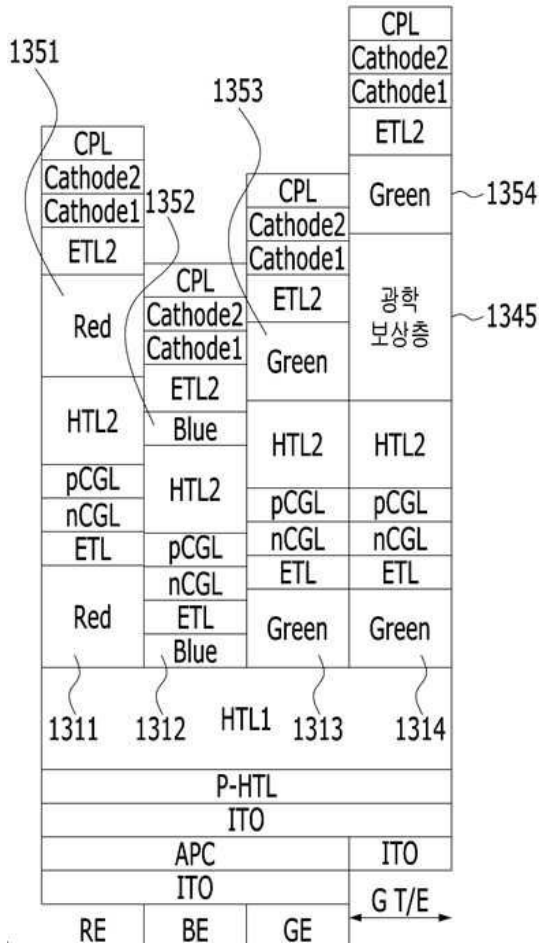 1351
CPL
Cathode2
Cathode1
ETL2
Red
HTL2
pCGL
nCGL
ETL
Red
1311
1352
CPL
Cathode2
Cathode1
ETL2
Blue
HTL2
pCGL
nCGL
ETL
Blue
1312
1353
CPL
Cathode2
Cathode1
ETL2
Green
HTL2
pCGL
nCGL
ETL
Green
1313
CPL
Cathode2
Cathode1
ETL2
Green
1354
광학
보상층
1345
HTL2
pCGL
nCGL
ETL
Green
1314
HTL1
P-HTL
ITO
APC
ITO
ITO
G T/E
RE
BE
GE